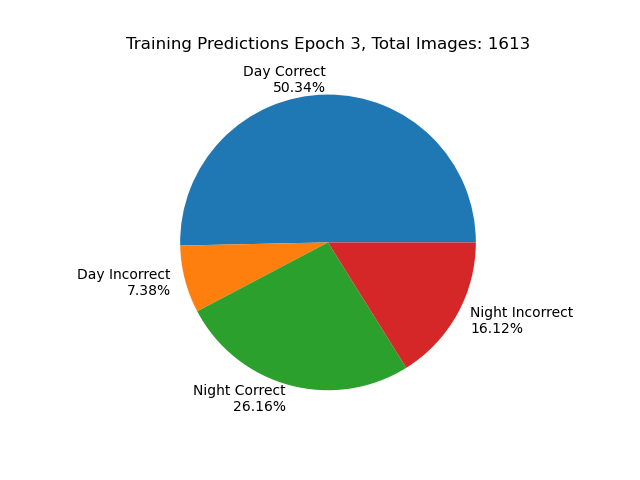 Training Predictions Epoch 3, Total Images: 1613
Day Correct
50.34%
Day Incorrect
7.38%
Night Incorrect
16.12%
Night Correct
26.16%